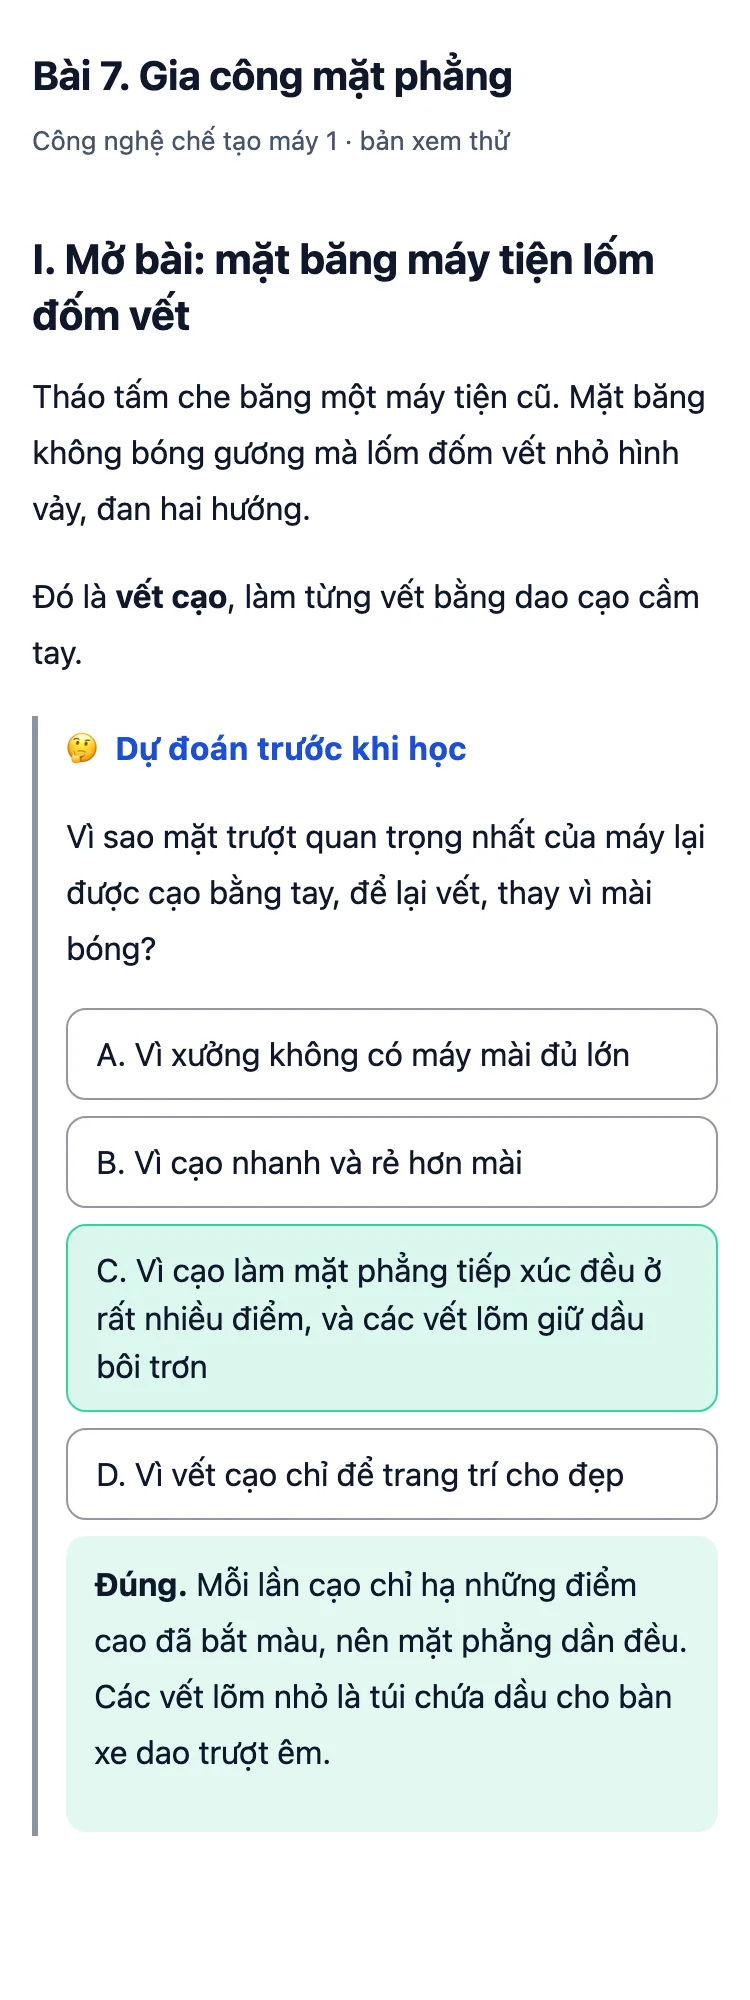 Bài 7. Gia công mặt phẳng
Công nghệ chế tạo máy 1 · bản xem thử
I. Mở bài: mặt băng máy tiện lốm
đốm vết
Tháo tấm che băng một máy tiện cũ. Mặt băng
không bóng gương mà lốm đốm vết nhỏ hình
vảy, đan hai hướng.
Đó là vết cạo, làm từng vết bằng dao cạo cầm
tay.
🤔 Dự đoán trước khi học
Vì sao mặt trượt quan trọng nhất của máy lại
được cạo bằng tay, để lại vết, thay vì mài
bóng?
A. Vì xưởng không có máy mài đủ lớn
B. Vì cạo nhanh và rẻ hơn mài
C. Vì cạo làm mặt phẳng tiếp xúc đều ở
rất nhiều điểm, và các vết lõm giữ dầu
bôi trơn
D. Vì vết cạo chỉ để trang trí cho đẹp
Đúng. Mỗi lần cạo chỉ hạ những điểm
cao đã bắt màu, nên mặt phẳng dần đều.
Các vết lõm nhỏ là túi chứa dầu cho bàn
xe dao trượt êm.